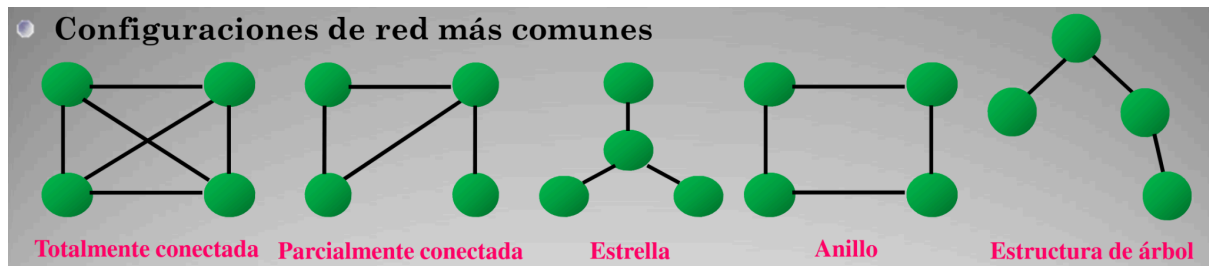 Configuraciones de red más comunes
Totalmente conectada
Parcialmente conectada
Estrella
Anillo
Estructura de árbol